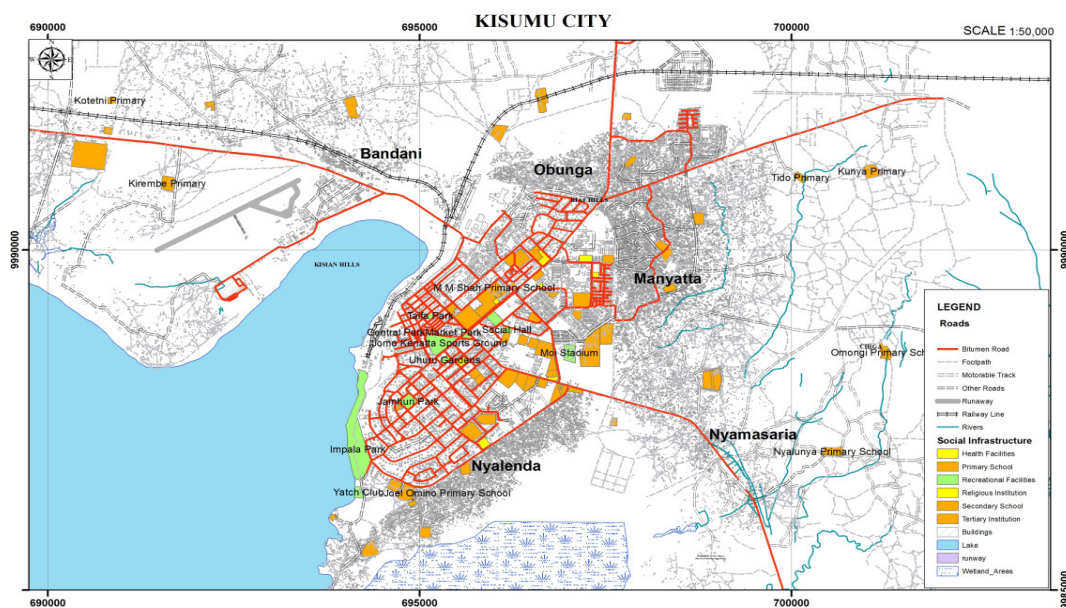 KISUMU CITY
690000
695000
700000
SCALE 1:50,000
N
W
E
S
Kotetni Primary
Bandani
Obunga
Kirembe Primary
Tido Primary
Kunya Primary
9990000
9990000
KISIAN HILLS
Manyatta
M M Shah Primary School
Taifa Park
Central Park
Market Park
Social Hall
Jomo Kenatta Sports Ground
Moi Stadium
Uhuru Gardens
Omongi Primary Sch
Jamhuri Park
Impala Park
Nyalenda
Nyamasaria
Nyalunya Primary School
Yatch Club
Joel Omino Primary School
LEGEND
Roads
Bitumen Road
Footpath
Motorable Track
Other Roads
Runaway
Railway Line
Rivers
Social Infrastructure
Health Facilities
Primary School
Recreational Facilities
Religious Institution
Secondary School
Tertiary Institution
Buildings
Lake
runway
Wetland_Areas
690000
695000
700000
9985000